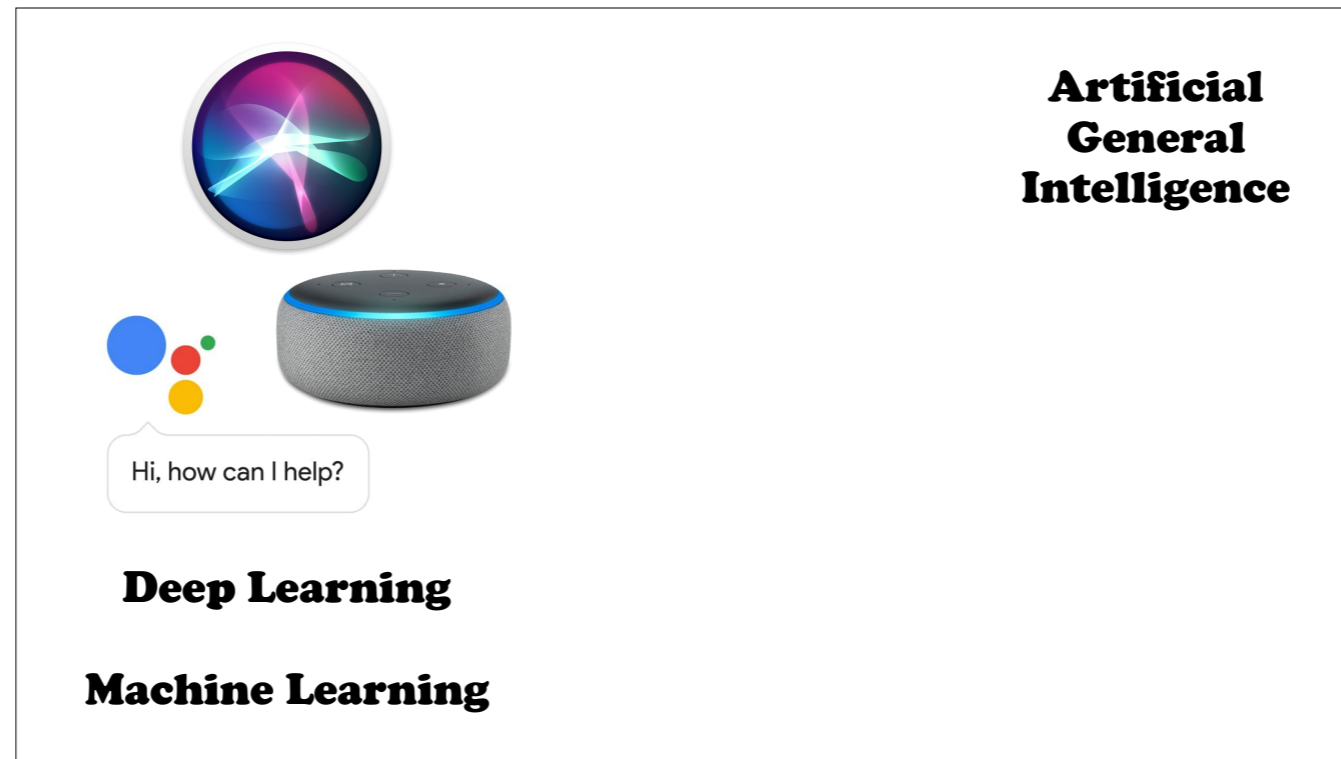 Artificial
General
Intelligence
Hi, how can I help?
Deep Learning
Machine Learning